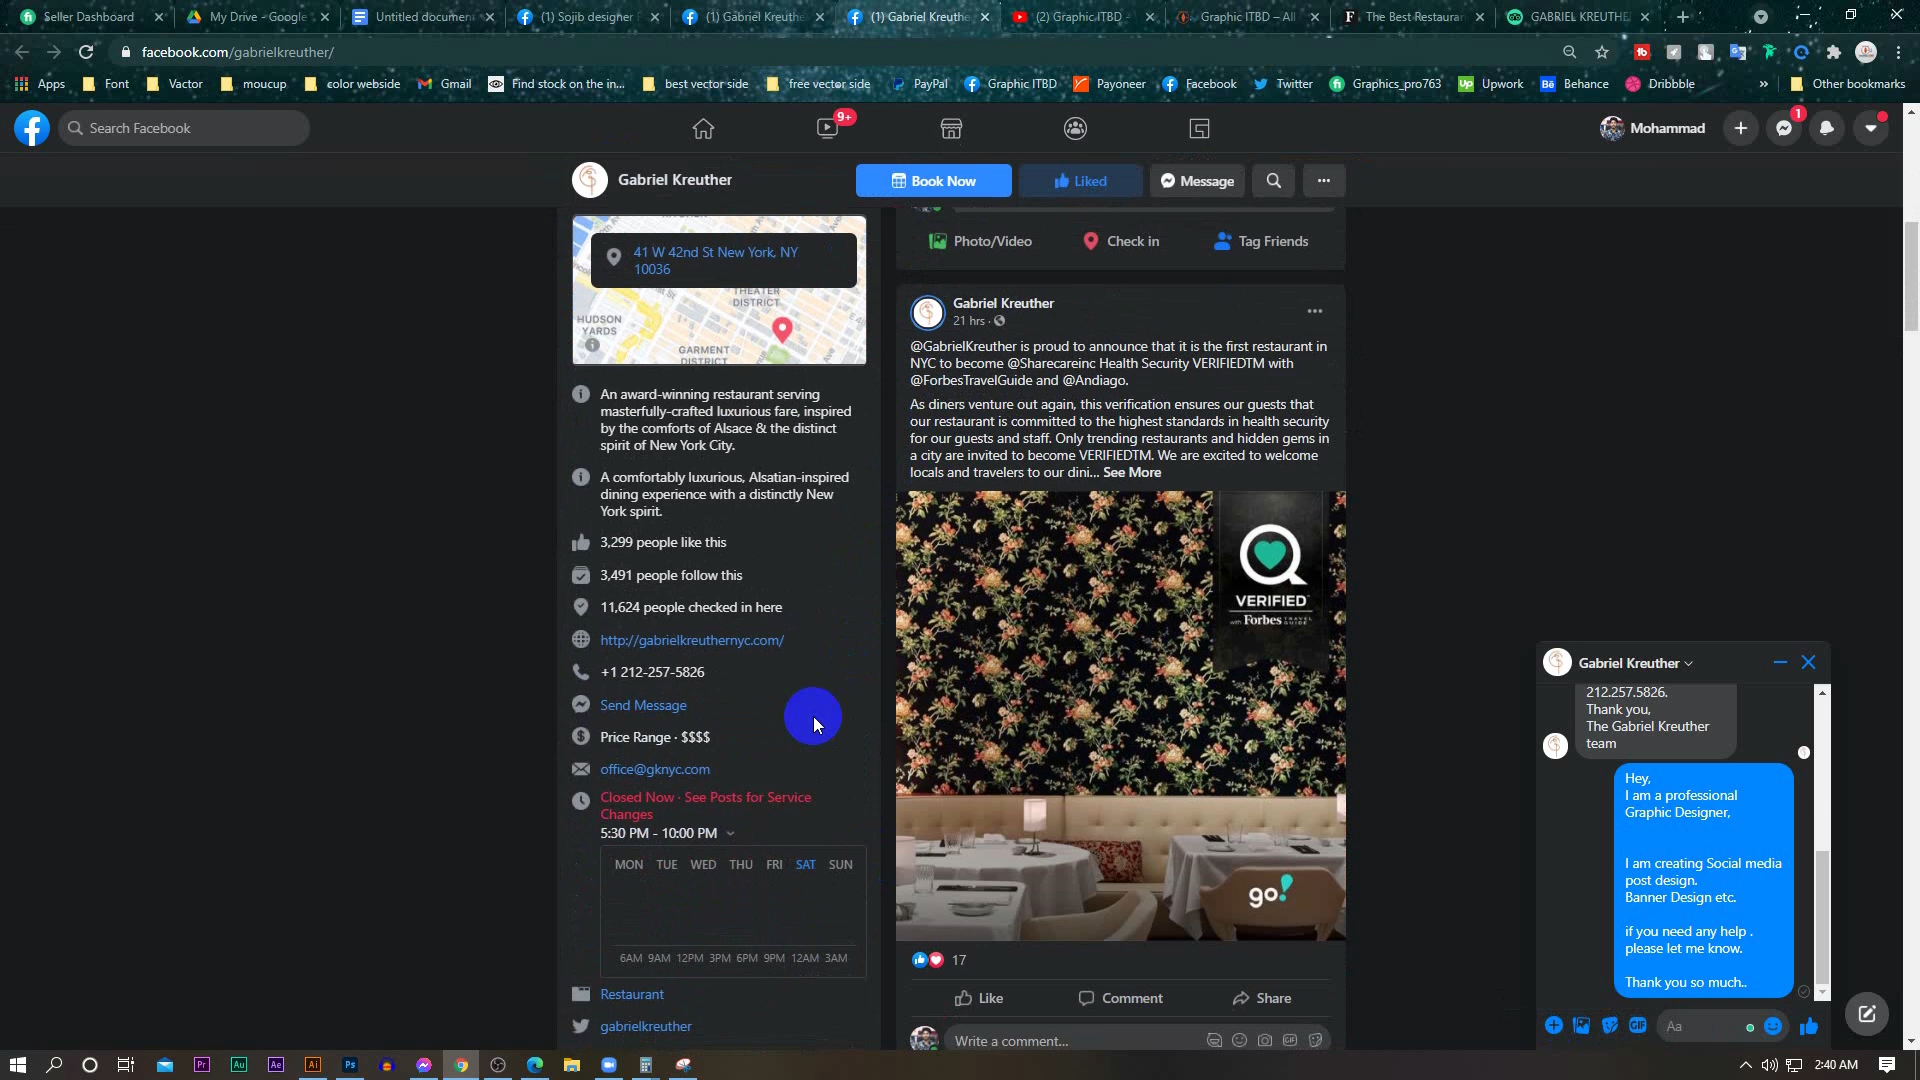 Seller Dashboard
My Drive - Google
Untitled documen
(1) Sojib designer
(1) Gabriel Kreuthe
(1) Gabriel Kreuthe
(2) Graphic ITBD -
Graphic ITBD – All
The Best Restauran
GABRIEL KREUTHE
facebook.com/gabrielkreuther/
Apps
Font
Vactor
moucup
color webside
Gmail
Find stock on the in...
best vector side
free vector side
PayPal
Graphic ITBD
Payoneer
Facebook
Twitter
Graphics_pro763
Upwork
Behance
Dribbble
Other bookmarks
Search Facebook
9+
Mohammad
1
Gabriel Kreuther
Book Now
Liked
Message
41 W 42nd St New York, NY
10036
THEATER
DISTRICT
HUDSON
YARDS
GARMENT
DISTRICT
An award-winning restaurant serving
masterfully-crafted luxurious fare, inspired
by the comforts of Alsace & the distinct
spirit of New York City.
A comfortably luxurious, Alsatian-inspired
dining experience with a distinctly New
York spirit.
3,299 people like this
3,491 people follow this
11,624 people checked in here
http://gabrielkreuthernyc.com/
+1 212-257-5826
Send Message
Price Range · $$$$
office@gknyc.com
Closed Now · See Posts for Service
Changes
5:30 PM - 10:00 PM
MON TUE WED THU FRI SAT SUN
6AM 9AM 12PM 3PM 6PM 9PM 12AM 3AM
Restaurant
gabrielkreuther
Photo/Video
Check in
Tag Friends
Gabriel Kreuther
21 hrs ·
@GabrielKreuther is proud to announce that it is the first restaurant in
NYC to become @Sharecareinc Health Security VERIFIEDTM with
@ForbesTravelGuide and @Andiago.
As diners venture out again, this verification ensures our guests that
our restaurant is committed to the highest standards in health security
for our guests and staff. Only trending restaurants and hidden gems in
a city are invited to become VERIFIEDTM. We are excited to welcome
locals and travelers to our dini... See More
VERIFIED
with Forbes TRAVEL GUIDE
go!
17
Like
Comment
Share
Write a comment...
Gabriel Kreuther
212.257.5826.
Thank you,
The Gabriel Kreuther
team
Hey,
I am a professional
Graphic Designer,
I am creating Social media
post design.
Banner Design etc.
if you need any help .
please let me know.
Thank you so much..
GIF
Aa
2:40 AM